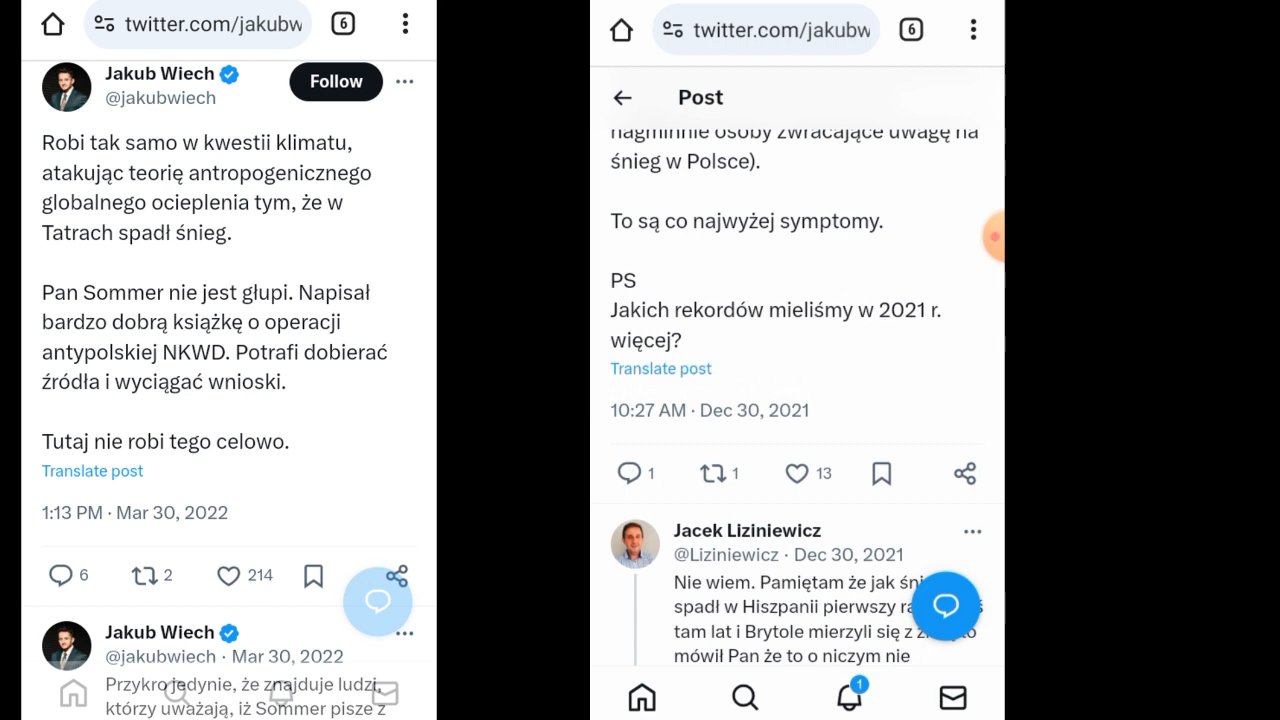 twitter.com/jakubw
6
Jakub Wiech
Follow
@jakubwiech
Robi tak samo w kwestii klimatu,
atakując teorię antropogenicznego
globalnego ocieplenia tym, że w
Tatrach spadł śnieg.
Pan Sommer nie jest głupi. Napisał
bardzo dobrą książkę o operacji
antypolskiej NKWD. Potrafi dobierać
źródła i wyciągać wnioski.
Tutaj nie robi tego celowo.
Translate post
1:13 PM · Mar 30, 2022
6
2
214
Jakub Wiech
@jakubwiech · Mar 30, 2022
Przykro jedynie, że znajduje ludzi,
którzy uważają, iż Sommer pisze z
twitter.com/jakubw
6
Post
nagminnie osoby zwracające uwagę na
śnieg w Polsce).
To są co najwyżej symptomy.
PS
Jakich rekordów mieliśmy w 2021 r.
więcej?
Translate post
10:27 AM · Dec 30, 2021
1
1
13
Jacek Liziniewicz
@Liziniewicz · Dec 30, 2021
Nie wiem. Pamiętam że jak
spadł w Hiszpanii pierwszy
tam lat i Brytole mierzyli się z
mówił Pan że to o niczym nie
1